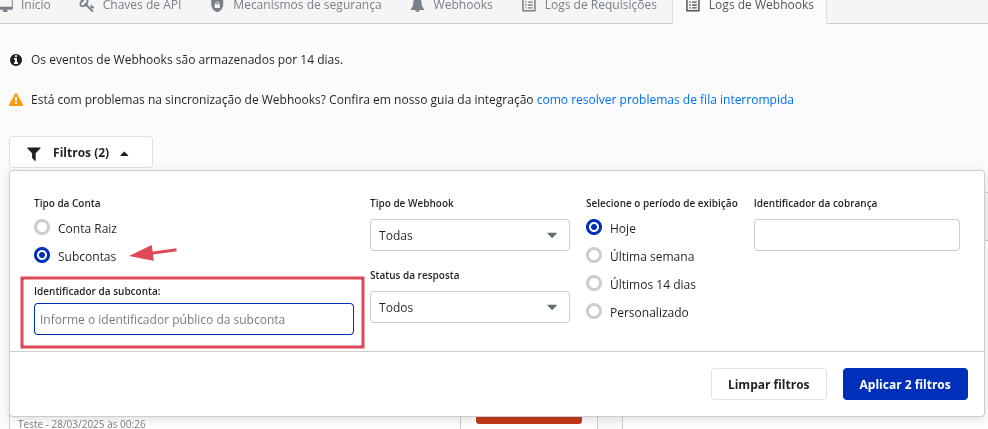 Início
Chaves de API
Mecanismos de segurança
Webhooks
Logs de Requisições
Logs de Webhooks
Os eventos de Webhooks são armazenados por 14 dias.
Está com problemas na sincronização de Webhooks? Confira em nosso guia da integração como resolver problemas de fila interrompida
Filtros (2)
Tipo da Conta
Conta Raiz
Subcontas
Identificador da subconta:
Informe o identificador público da subconta
Tipo de Webhook
Todas
Status da resposta
Todos
Selecione o período de exibição
Hoje
Última semana
Últimos 14 dias
Personalizado
Identificador da cobrança
Limpar filtros
Aplicar 2 filtros
Teste - 28/03/2025 às 00:26